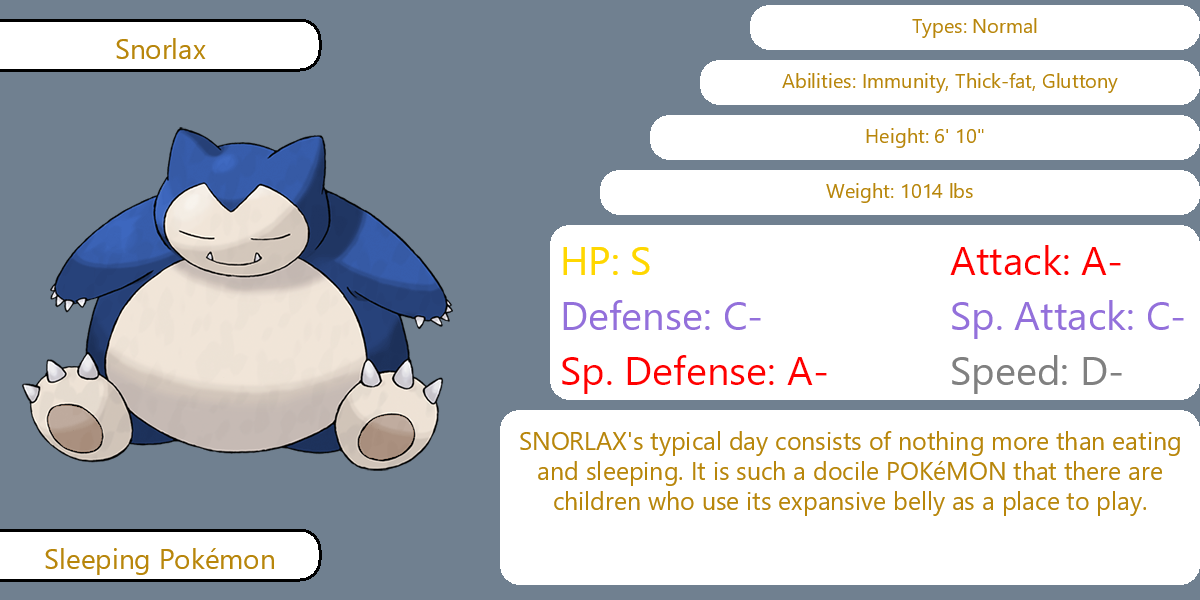 Snorlax
Types: Normal
Abilities: Immunity, Thick-fat, Gluttony
Height: 6' 10"
Weight: 1014 lbs
HP: S
Attack: A-
Defense: C-
Sp. Attack: C-
Sp. Defense: A-
Speed: D-
SNORLAX's typical day consists of nothing more than eating
and sleeping. It is such a docile POKéMON that there are
children who use its expansive belly as a place to play.
Sleeping Pokémon